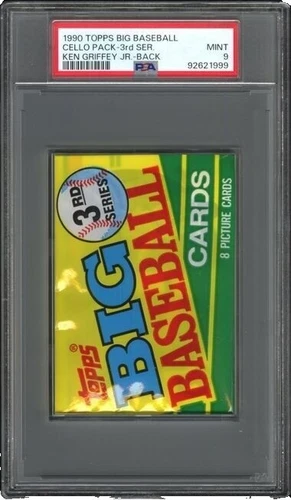 1990 TOPPS BIG BASEBALL
CELLO PACK-3rd SER.
KEN GRIFFEY JR.-BACK
MINT
9
PSA
92621999
3RD
SERIES
TOPPS®
BIG
BASEBALL
CARDS
8 PICTURE CARDS